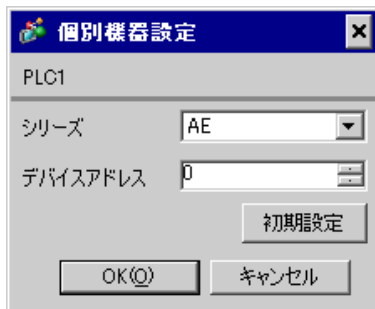 個別機器設定
PLC1
シリーズ AE
デバイスアドレス 0
初期設定
OK(O) キャンセル